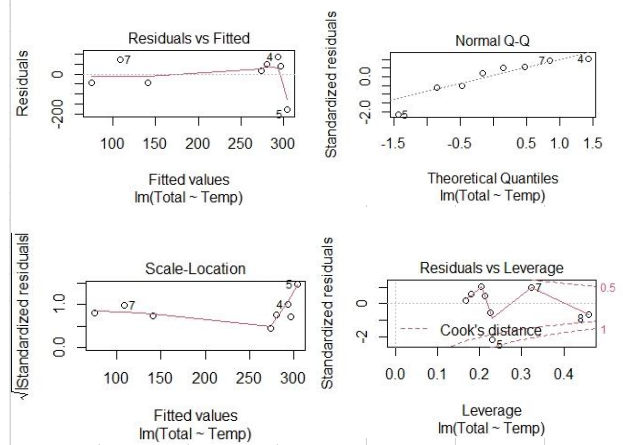 Residuals vs Fitted
Residuals
0
-200
7
4
5
100 150 200 250 300
Fitted values
lm(Total ~ Temp)
Normal Q-Q
Standardized residuals
0.0
-2.0
7
4
5
-1.5 -0.5 0.5 1.0 1.5
Theoretical Quantiles
lm(Total ~ Temp)
Scale-Location
√|Standardized residuals|
1.0
0.0
7
4
5
100 150 200 250 300
Fitted values
lm(Total ~ Temp)
Residuals vs Leverage
Standardized residuals
0
-2
7
8
5
0.5
1
Cook's distance
0.0 0.1 0.2 0.3 0.4
Leverage
lm(Total ~ Temp)